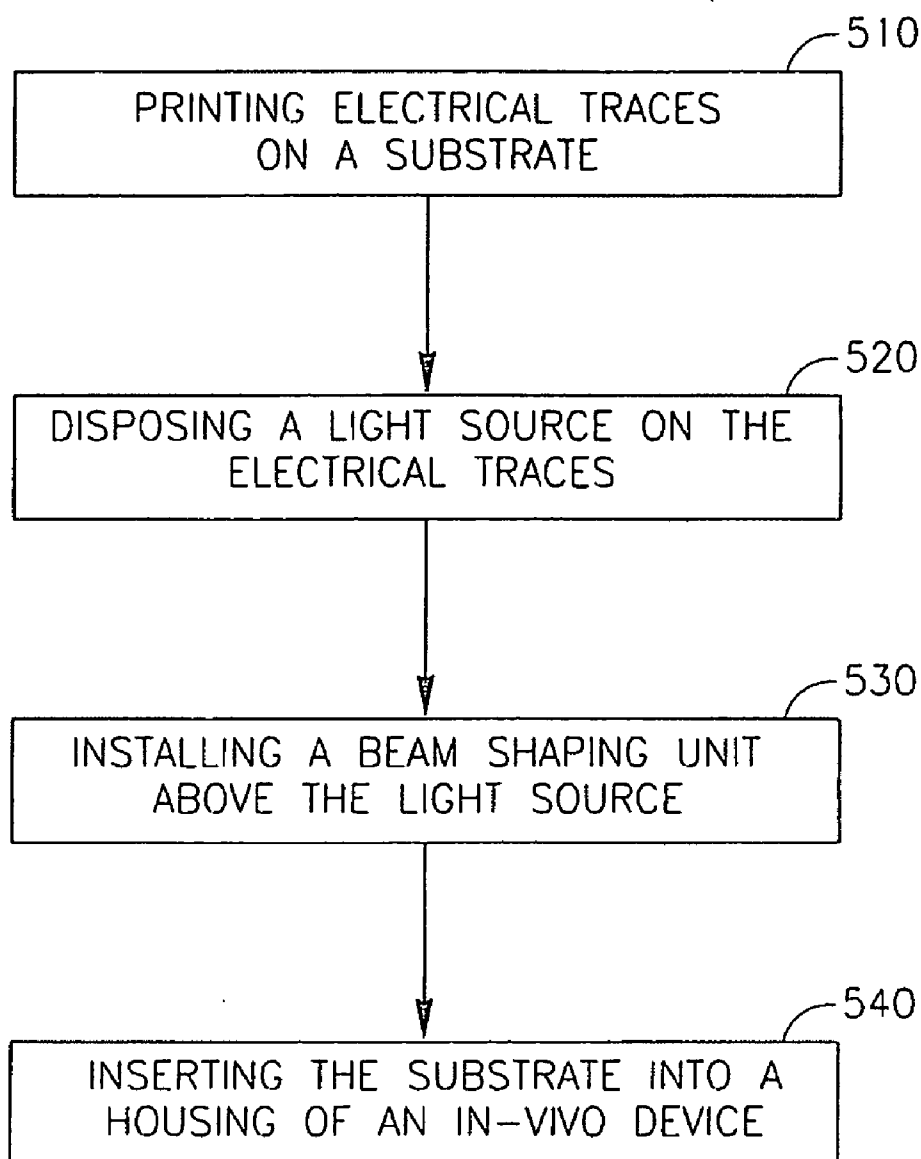 510
PRINTING ELECTRICAL TRACES
ON A SUBSTRATE
520
DISPOSING A LIGHT SOURCE ON THE
ELECTRICAL TRACES
530
INSTALLING A BEAM SHAPING UNIT
ABOVE THE LIGHT SOURCE
540
INSERTING THE SUBSTRATE INTO A
HOUSING OF AN IN-VIVO DEVICE